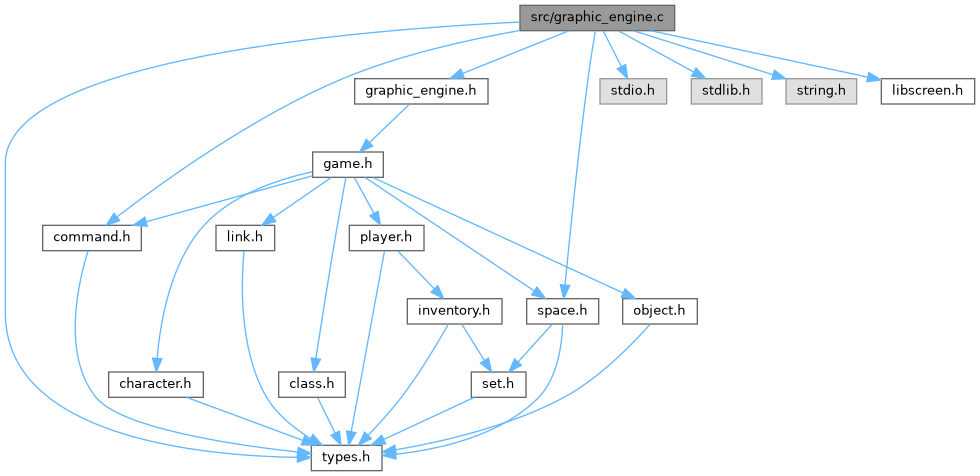 src/graphic_engine.c
graphic_engine.h
stdio.h
stdlib.h
string.h
libscreen.h
game.h
command.h
link.h
player.h
inventory.h
space.h
object.h
character.h
class.h
set.h
types.h